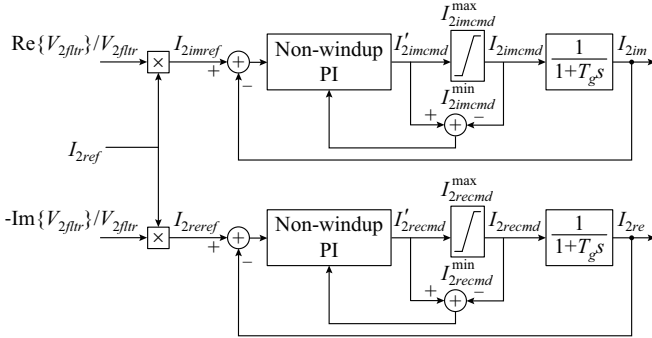 Re{V2fltr}/V2fltr
×
I2imref
+
+
−
Non-windup
PI
I′2imcmd
I2imcmd^max
I2imcmd
I2imcmd^min
+
+
−
1
1+Tgs
I2im
I2ref
-Im{V2fltr}/V2fltr
×
I2reref
+
+
−
Non-windup
PI
I′2recmd
I2recmd^max
I2recmd
I2recmd^min
+
+
−
1
1+Tgs
I2re